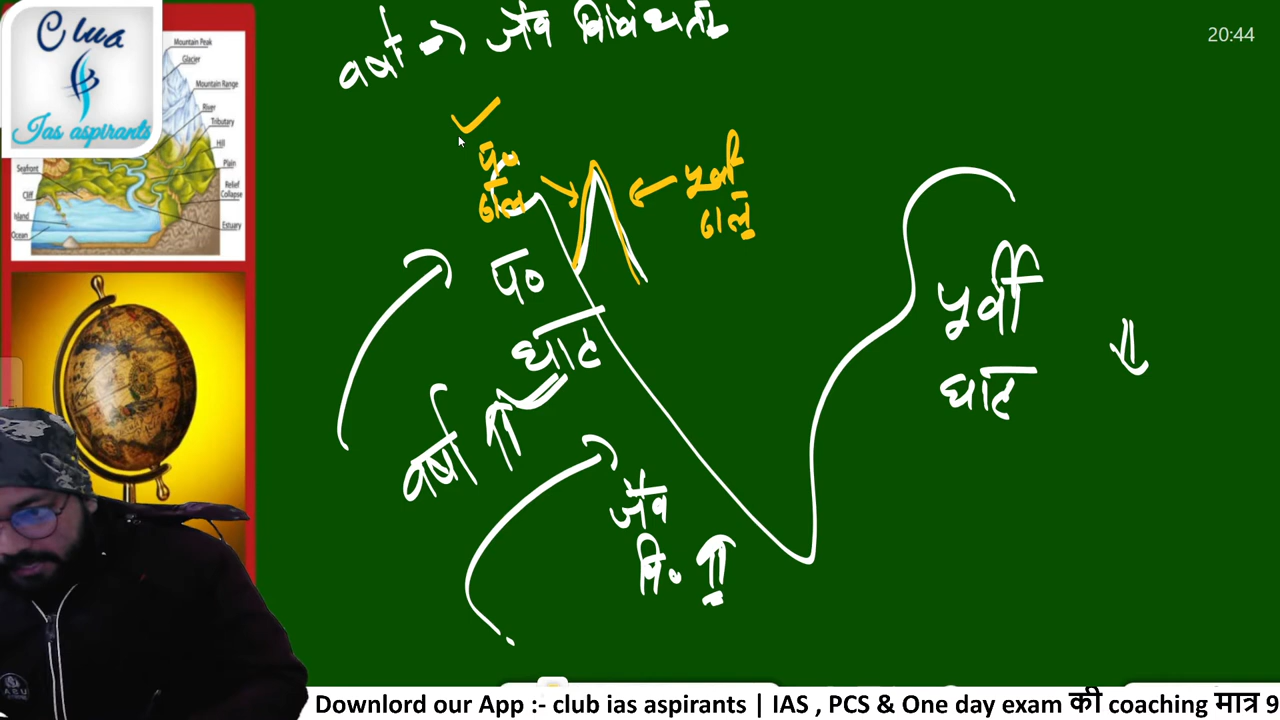 Clua
Ias aspirants
Mountain Peak
Glacier
Mountain Range
River
Tributary
Hill
Plain
Relief
Collapse
Estuary
Seafront
Cliff
Island
Ocean
20:44
वर्षा → जैव विविधता
प०
ढाल
पूर्वी
ढाल
प०
घाट
वर्षा ⇑
जैव
वि० ⇑
पूर्वी
घाट
⇓
Downlord our App :- club ias aspirants | IAS , PCS & One day exam की coaching मात्र 9